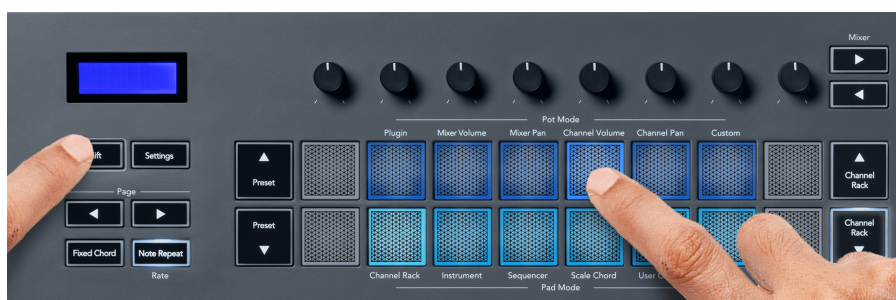 Mixer
Pot Mode
Plugin Mixer Volume Mixer Pan Channel Volume Channel Pan Custom
Settings
Preset
Channel
Rack
Page
Preset
Channel
Rack
Fixed Chord Note Repeat
Rate
Channel Rack Instrument Sequencer Scale Chord User
Pad Mode